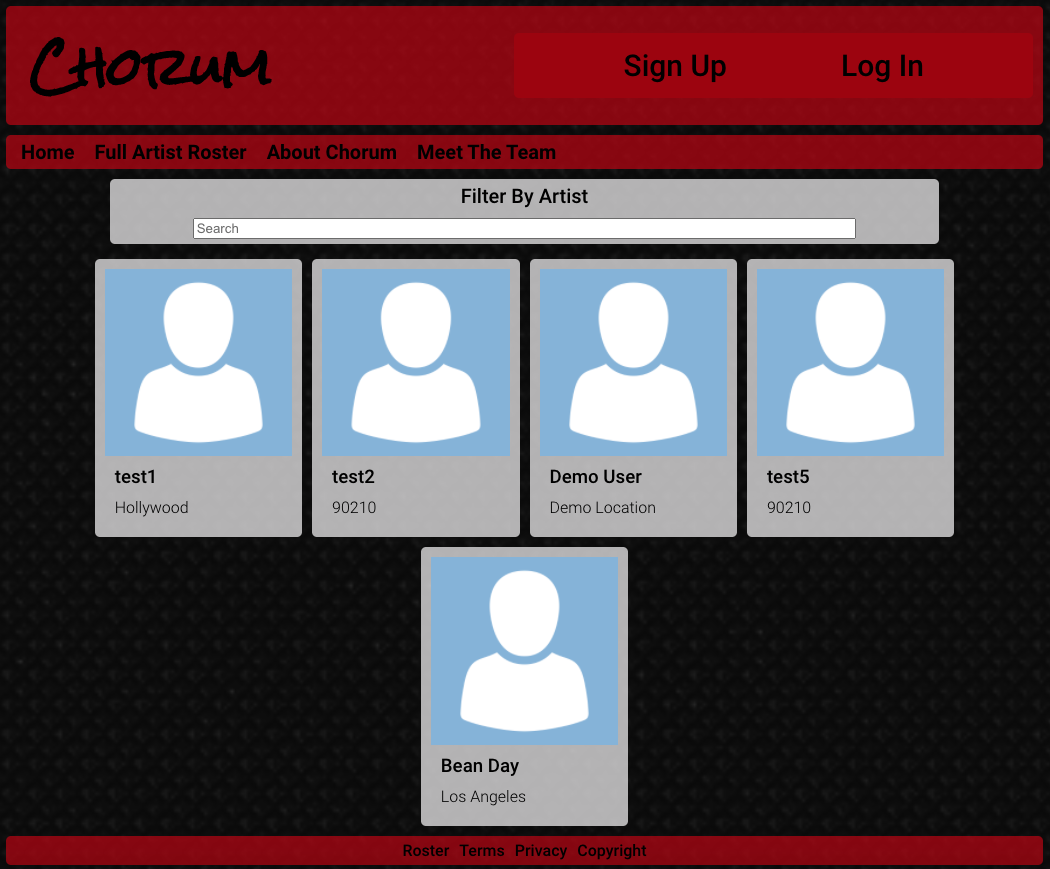 Chorum
Sign Up Log In
Home Full Artist Roster About Chorum Meet The Team
Filter By Artist
Search
test1 test2 Demo User test5
Hollywood 90210 Demo Location 90210
Bean Day
Los Angeles
Roster Terms Privacy Copyright